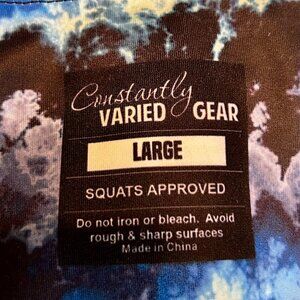 Constantly
VARIED GEAR
LARGE
SQUATS APPROVED
Do not iron or bleach. Avoid
rough & sharp surfaces
Made in China